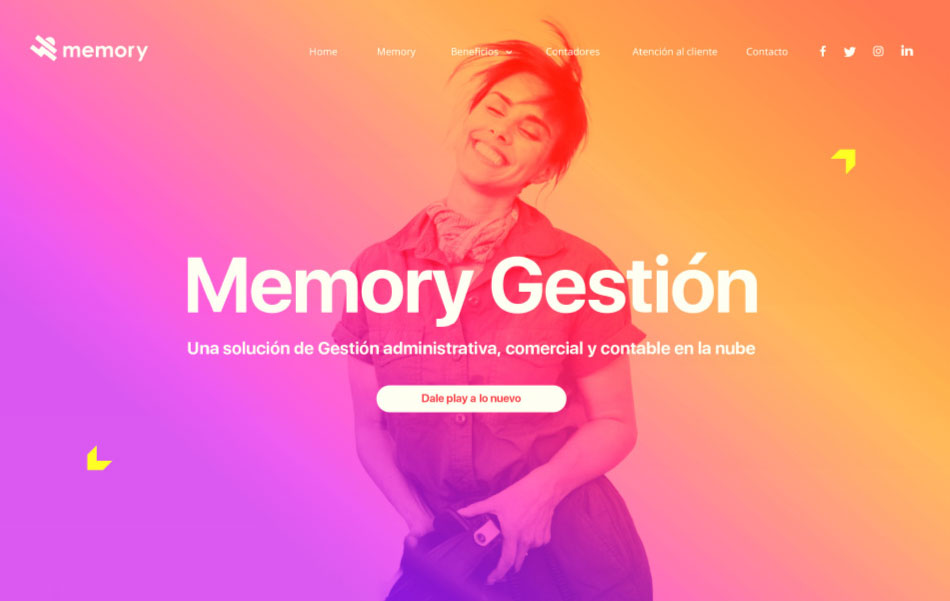 memory
Home Memory Beneficios Contadores Atención al cliente Contacto
Memory Gestión
Una solución de Gestión administrativa, comercial y contable en la nube
Dale play a lo nuevo